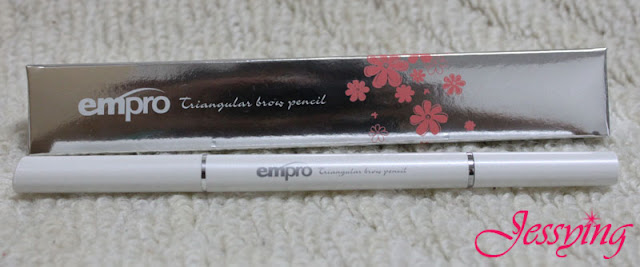 empro Triangular brow pencil
empro Triangular brow pencil
Jessying